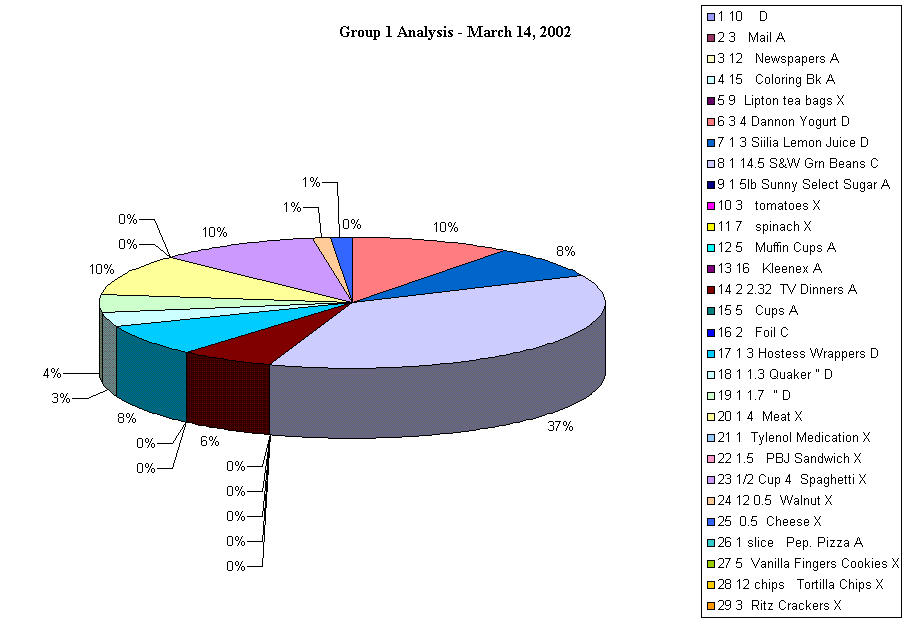 Group 1 Analysis - March 14, 2002
1%
1%
0%
0%
10%
0%
10%
0%
8%
10%
4%
3%
8%
0%
6%
0%
37%
0%
0%
0%
0%
0%
1 10 D
2 3 Mail A
3 12 Newspapers A
4 15 Coloring Bk A
5 9 Lipton tea bags X
6 3 4 Dannon Yogurt D
7 1 3 Siilia Lemon Juice D
8 1 14.5 S&W Grn Beans C
9 1 5lb Sunny Select Sugar A
10 3 tomatoes X
11 7 spinach X
12 5 Muffin Cups A
13 16 Kleenex A
14 2 2.32 TV Dinners A
15 5 Cups A
16 2 Foil C
17 1 3 Hostess Wrappers D
18 1 1.3 Quaker " D
19 1 1.7 " D
20 1 4 Meat X
21 1 Tylenol Medication X
22 1.5 PBJ Sandwich X
23 1/2 Cup 4 Spaghetti X
24 12 0.5 Walnut X
25 0.5 Cheese X
26 1 slice Pep. Pizza A
27 5 Vanilla Fingers Cookies X
28 12 chips Tortilla Chips X
29 3 Ritz Crackers X